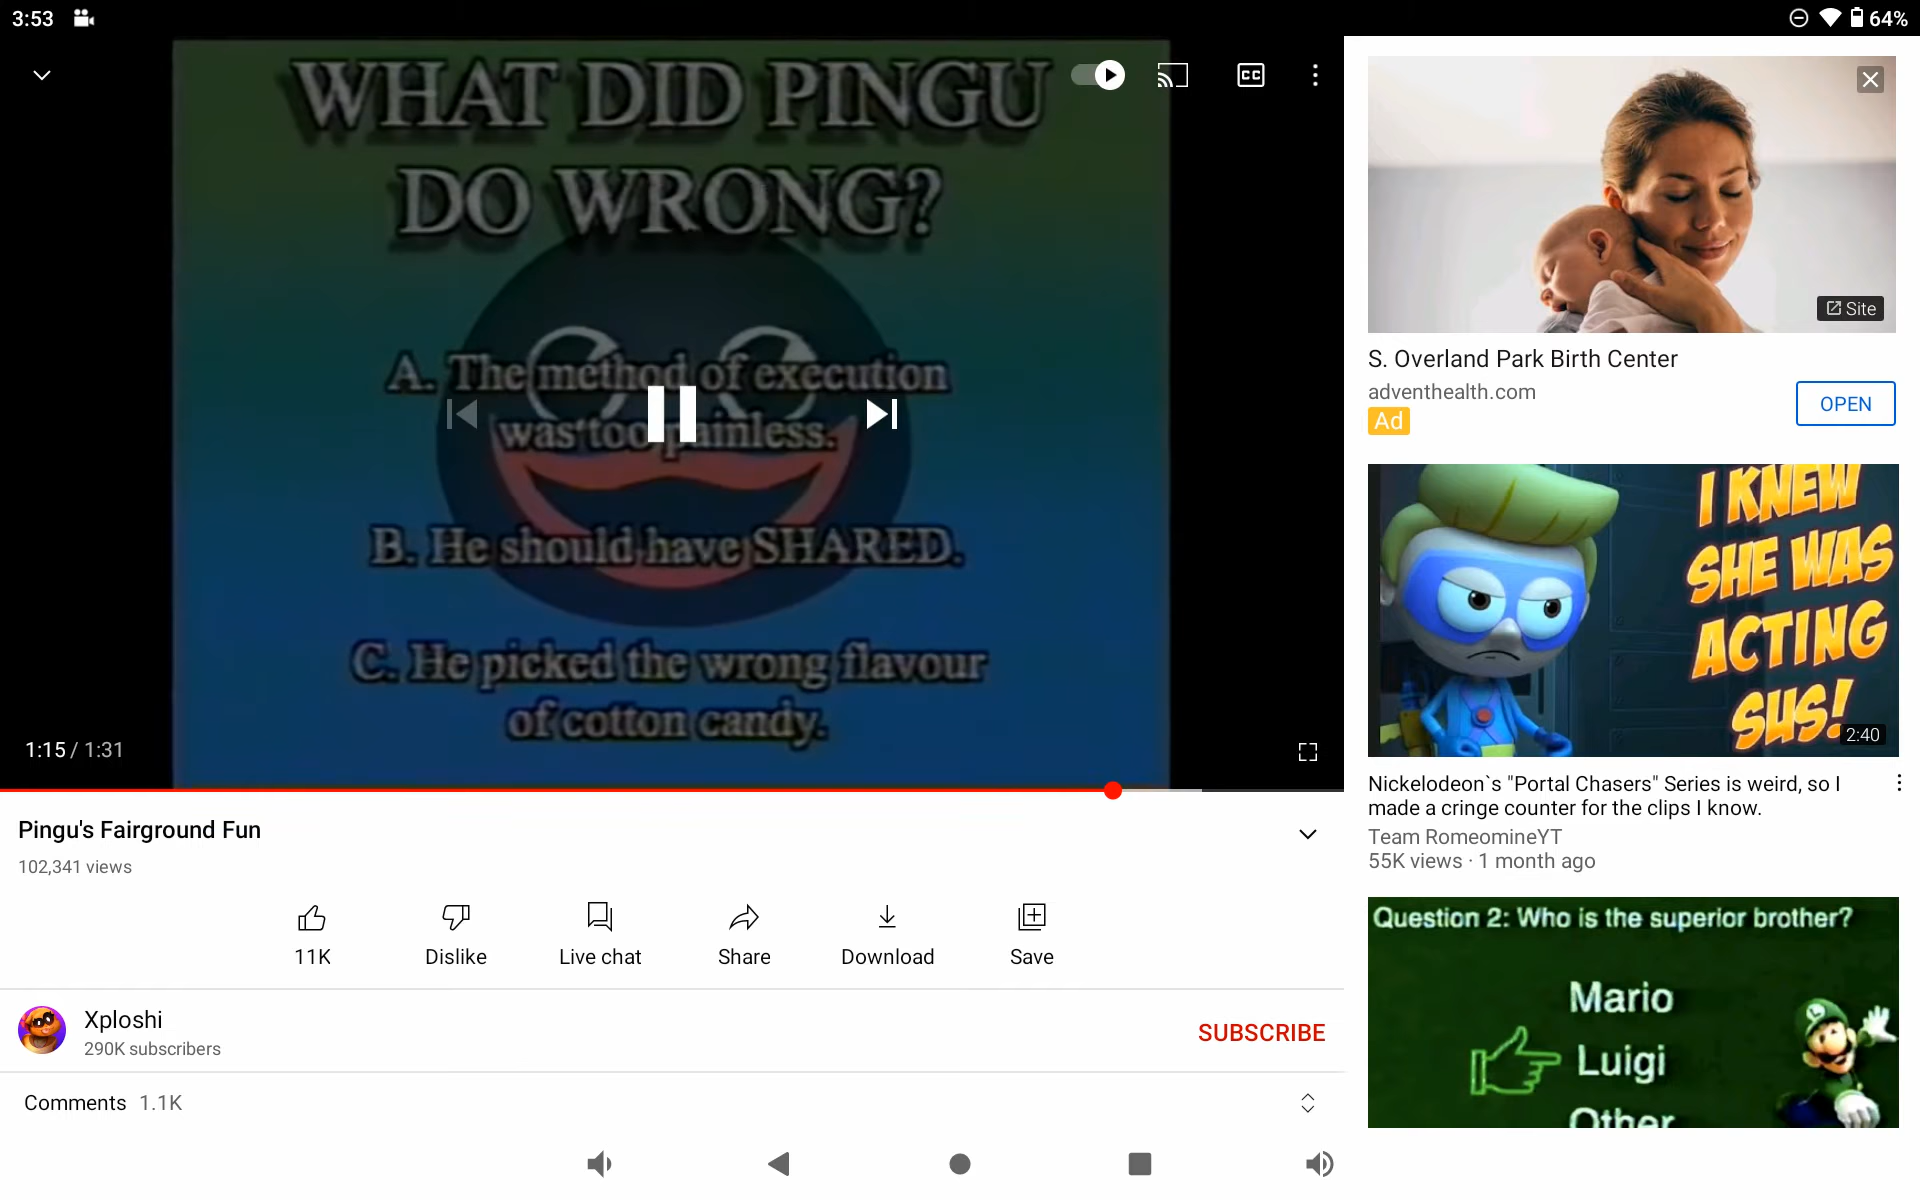 3:53
64%
WHAT DID PINGU
DO WRONG?
A. The method of execution
was too painless.
B. He should have SHARED.
C. He picked the wrong flavour
of cotton candy.
CC
1:15 / 1:31
Pingu's Fairground Fun
102,341 views
11K
Dislike
Live chat
Share
Download
Save
Xploshi
290K subscribers
SUBSCRIBE
Comments 1.1K
Site
S. Overland Park Birth Center
adventhealth.com
Ad
OPEN
I KNEW
SHE WAS
ACTING
SUS!
2:40
Nickelodeon`s "Portal Chasers" Series is weird, so I
made a cringe counter for the clips I know.
Team RomeomineYT
55K views · 1 month ago
Question 2: Who is the superior brother?
Mario
Luigi
Other